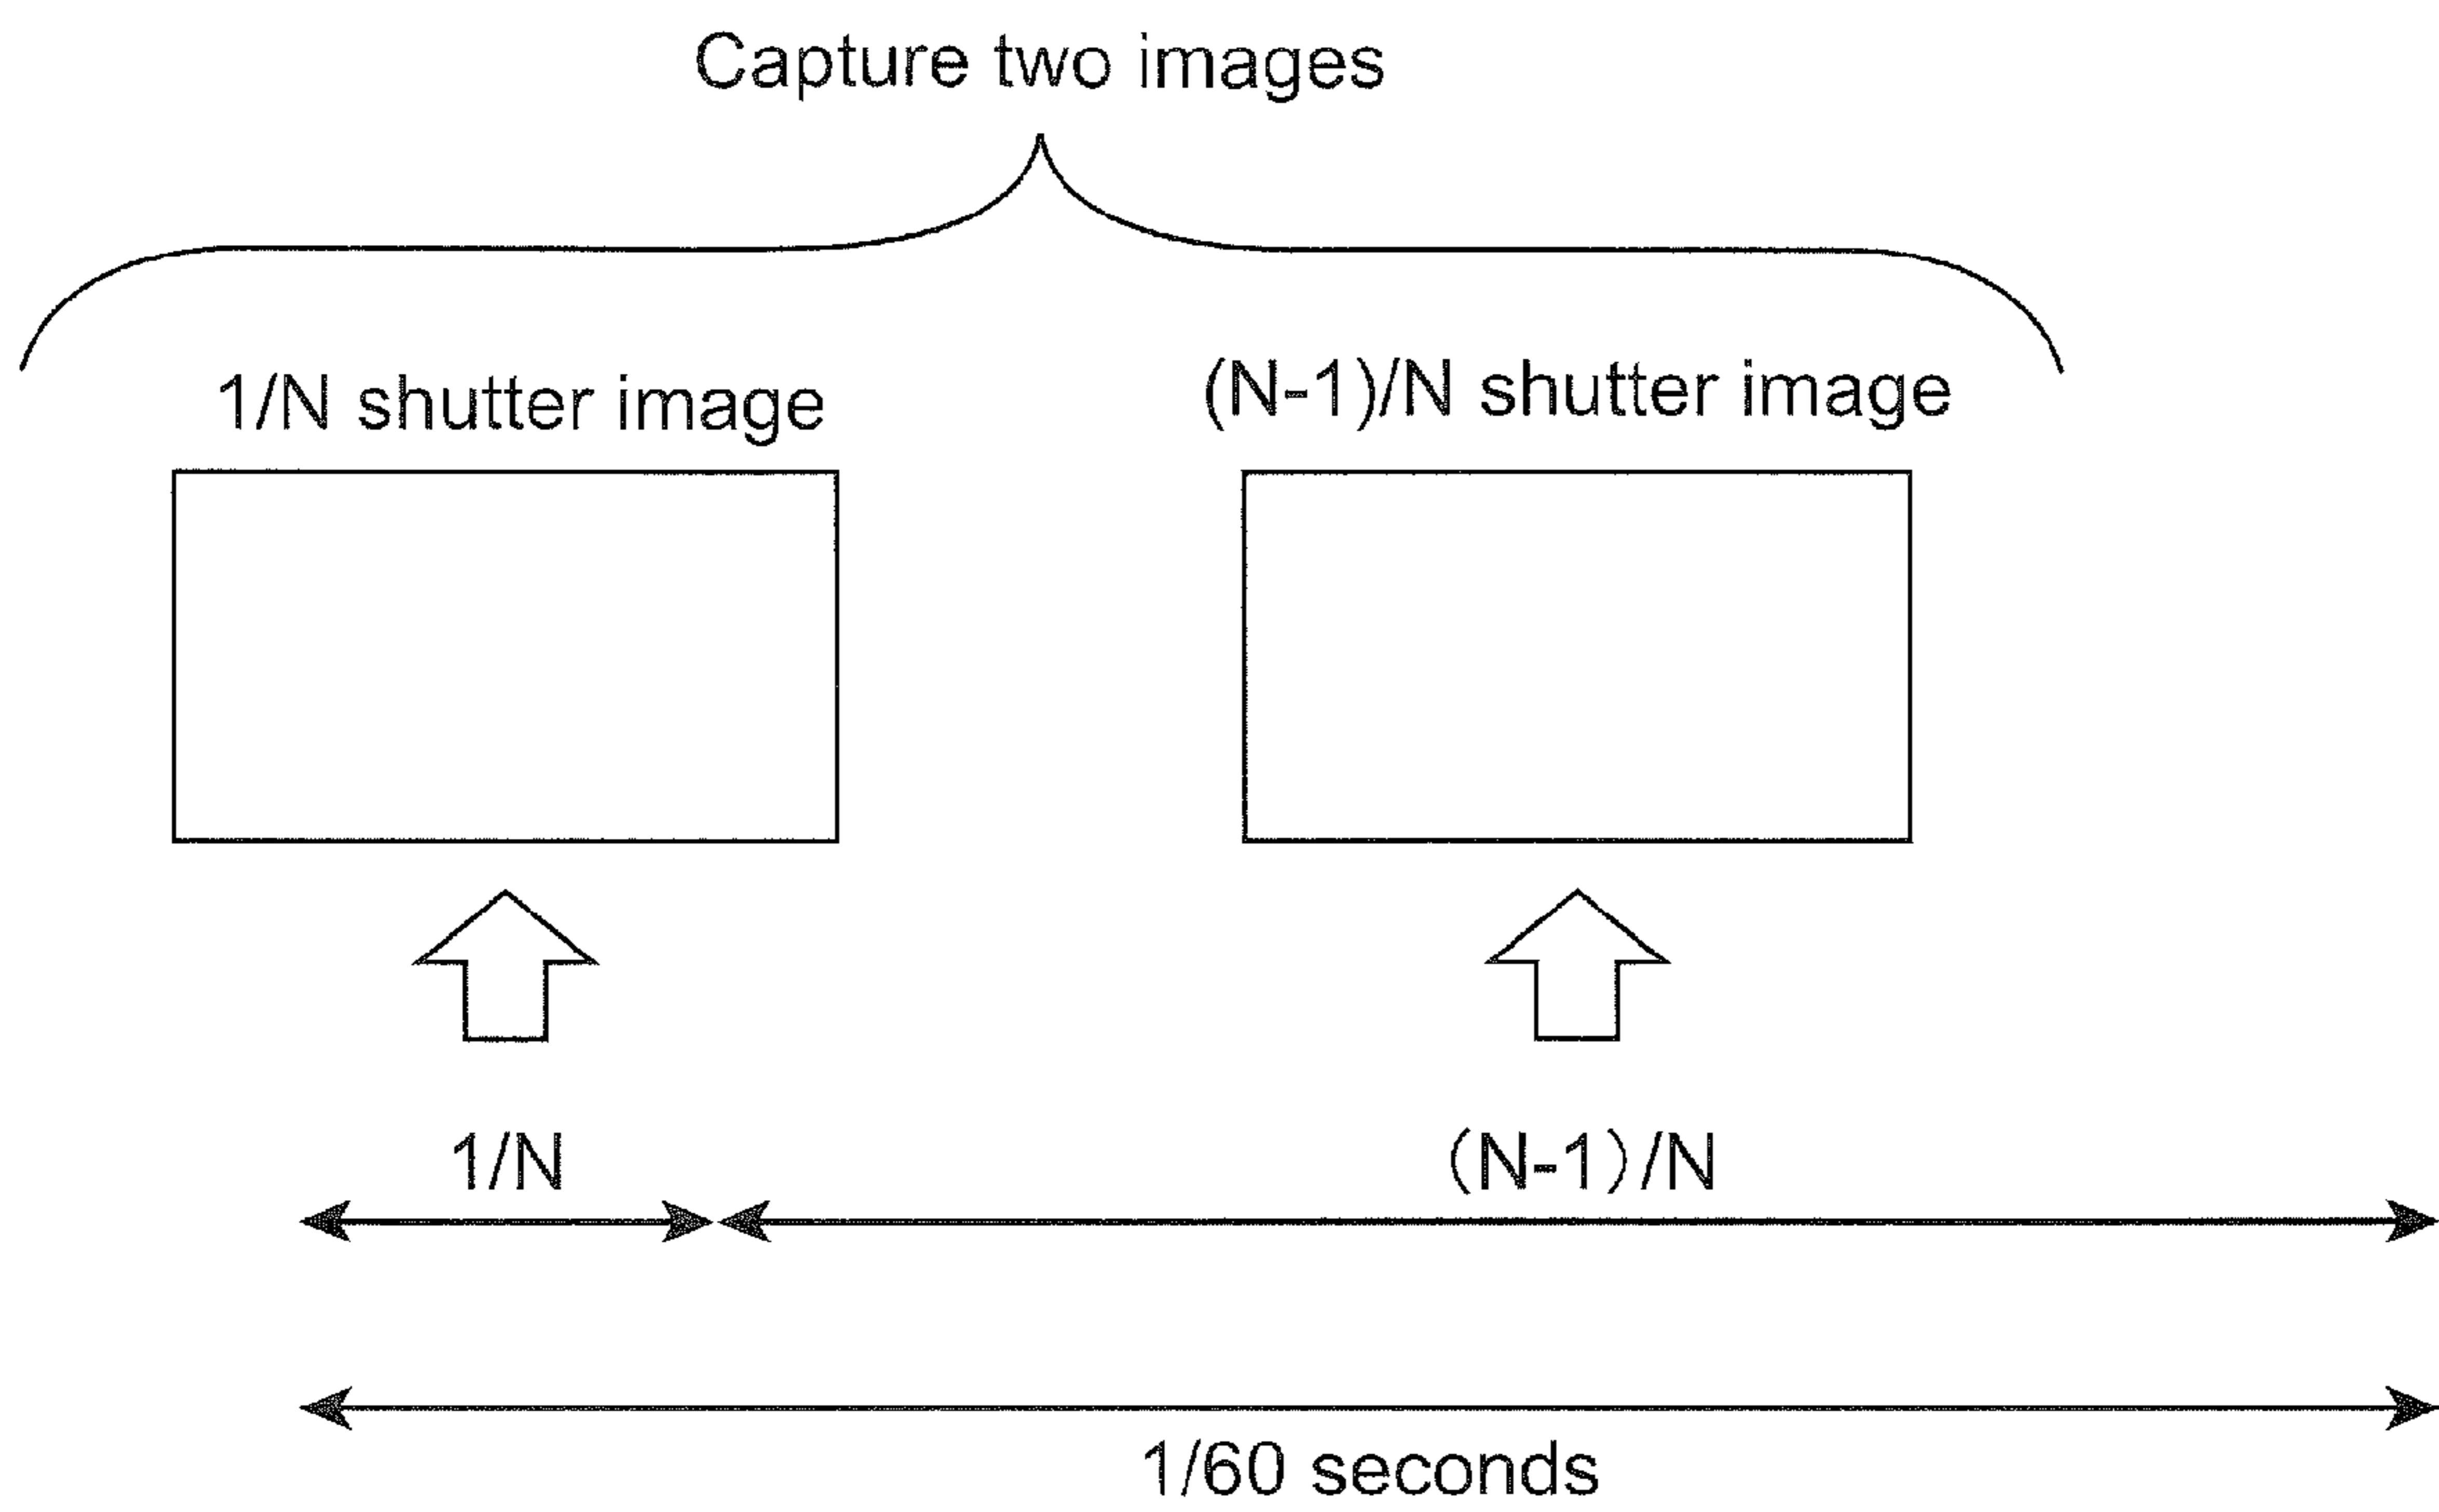 Capture two images
1/N shutter image
(N-1)/N shutter image
1/N
(N-1)/N
1/60 seconds